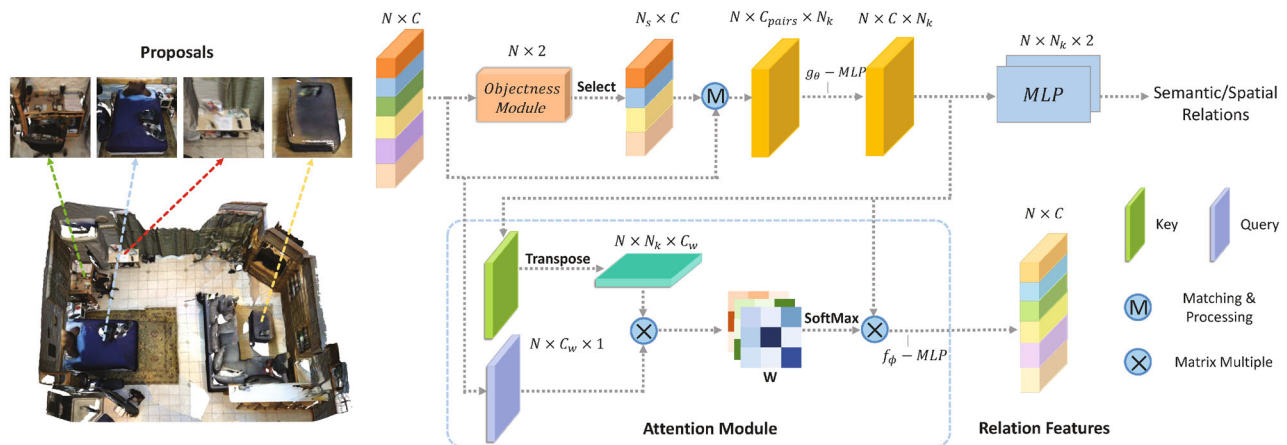 Proposals
N × C
N × 2
Objectness
Module
Select
N_s × C
M
N × C_pairs × N_k
g_θ − MLP
N × C × N_k
N × N_k × 2
MLP
Semantic/Spatial
Relations
Transpose
N × N_k × C_w
N × C_w × 1
SoftMax
W
f_ϕ − MLP
N × C
Key
Query
M
Matching &
Processing
Matrix Multiple
Attention Module
Relation Features